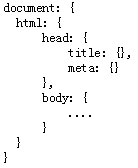 document: {
  html: {
      head: {
          title: {},
          meta: {}
      },
      body: {
          ....
      }
  }
}